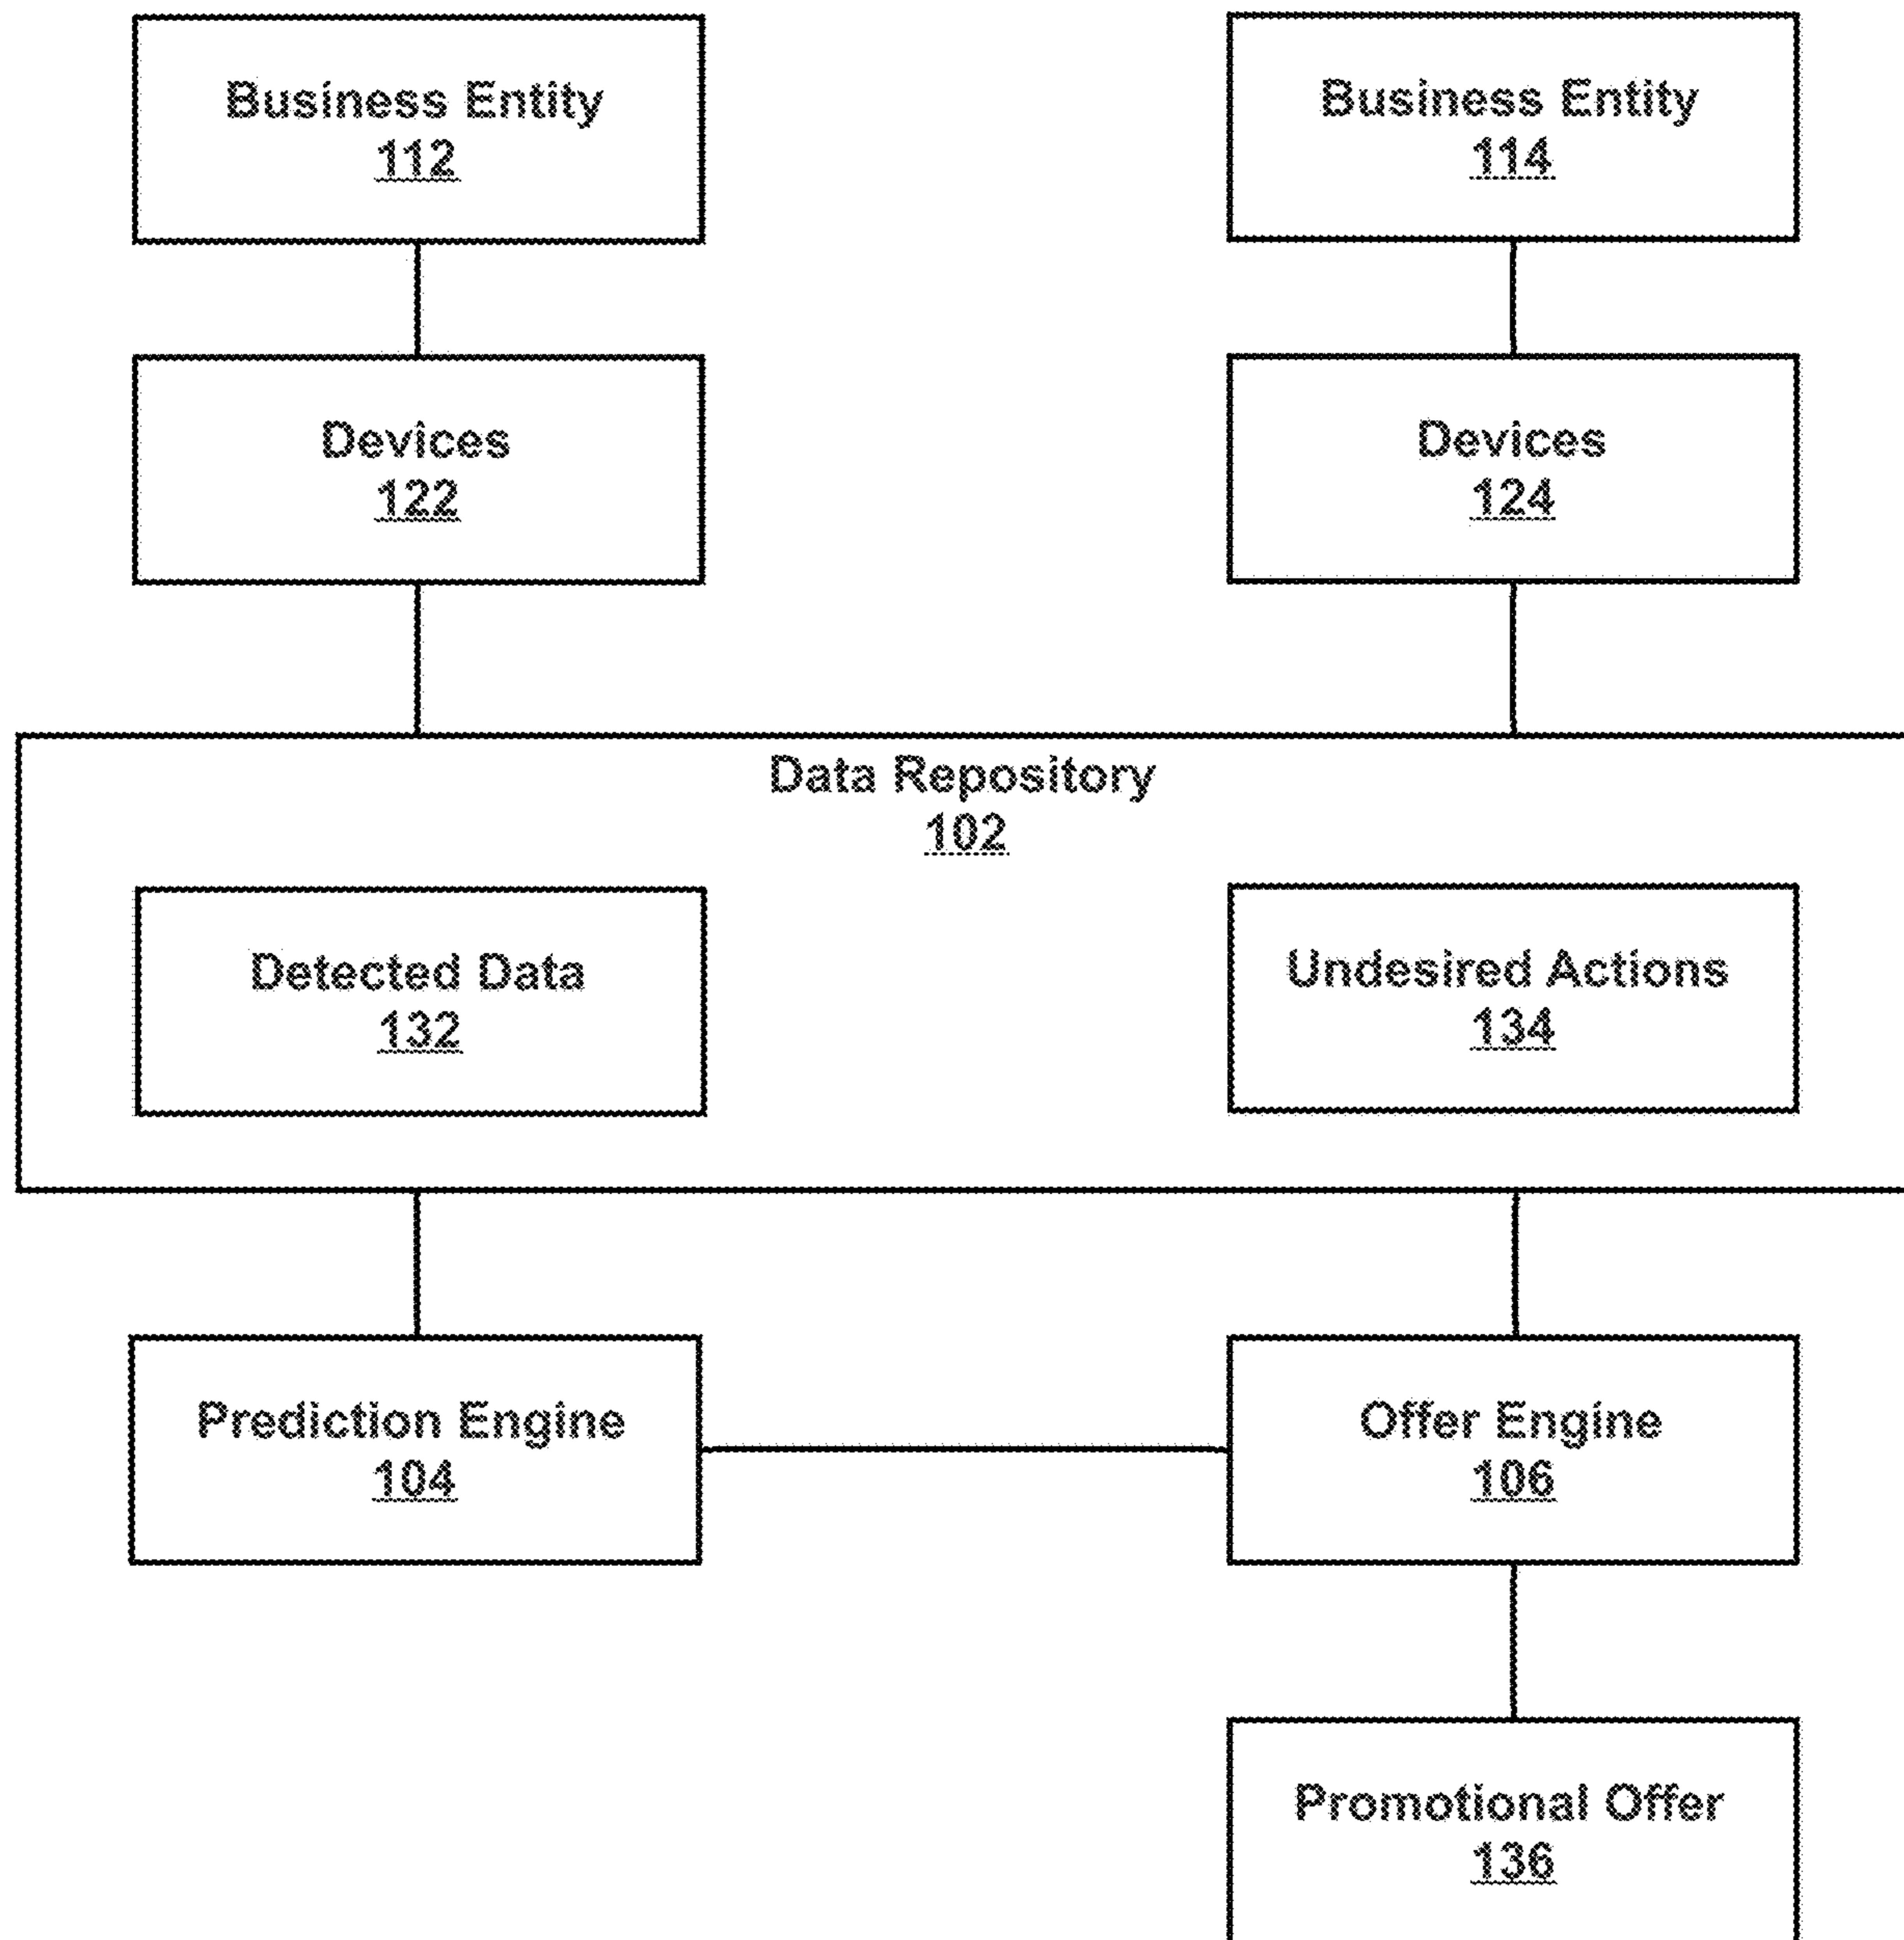 Business Entity
112
Business Entity
114
Devices
122
Devices
124
Data Repository
102
Detected Data
132
Undesired Actions
134
Prediction Engine
104
Offer Engine
106
Promotional Offer
136